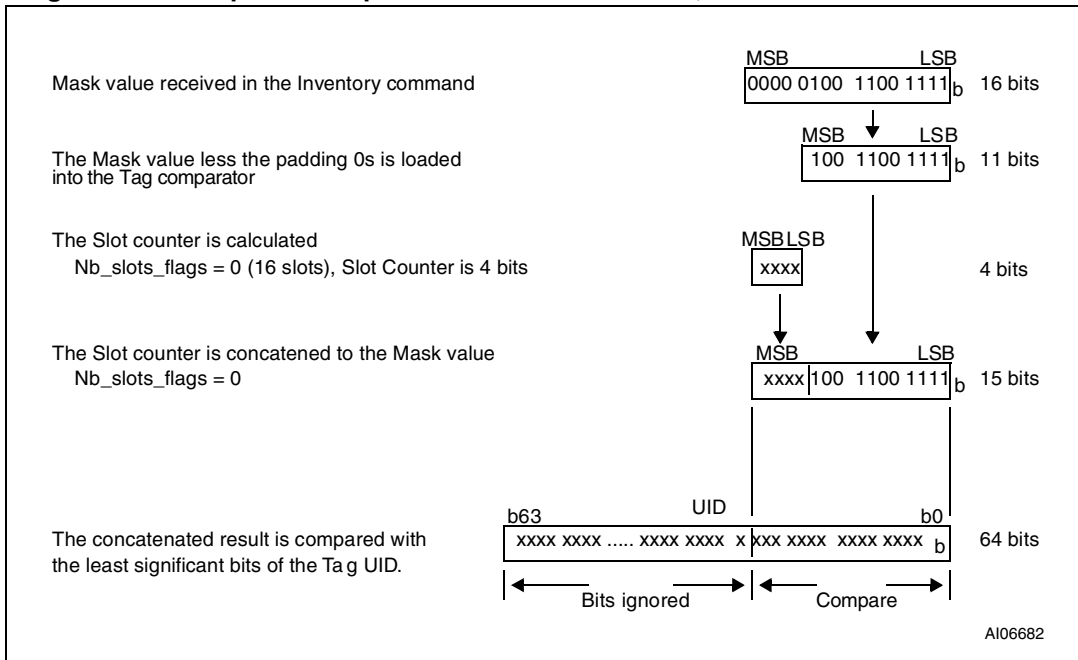 MSB LSB
Mask value received in the Inventory command 0000 0100 1100 1111 b 16 bits
MSB LSB
The Mask value less the padding 0s is loaded
into the Tag comparator 100 1100 1111 b 11 bits
The Slot counter is calculated MSB LSB
Nb_slots_flags = 0 (16 slots), Slot Counter is 4 bits xxxx 4 bits
The Slot counter is concatened to the Mask value MSB LSB
Nb_slots_flags = 0 xxxx 100 1100 1111 b 15 bits
UID
b63 b0
The concatenated result is compared with xxxx xxxx ..... xxxx xxxx x xxx xxxx xxxx xxxx b 64 bits
the least significant bits of the Tag UID.
Bits ignored Compare
AI06682